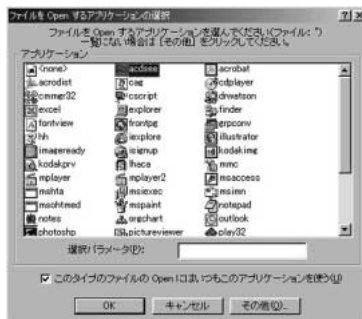 ファイルを Open するアプリケーションの選択
ファイルを Open するアプリケーションを選んでください(ファイル: ")
一覧にない場合は [その他] をクリックしてください。
アプリケーション
<none> acdsee acrobat
acrodist cag cdplayer
cmmgr32 cscript drwatson
excel explorer finder
fontview frontpg grpconv
hh iexplore illustrator
imageready isignup kodakimg
kodakprv lhaca mmc
mplayer mplayer2 msaccess
mshta msiexec msimn
msohtmed mspaint notepad
notes orgchart outlook
photoshp pictureviewer play32
選択パラメータ(P):
このタイプのファイルの Open にはいつもこのアプリケーションを使う(U)
OK キャンセル その他(O)...